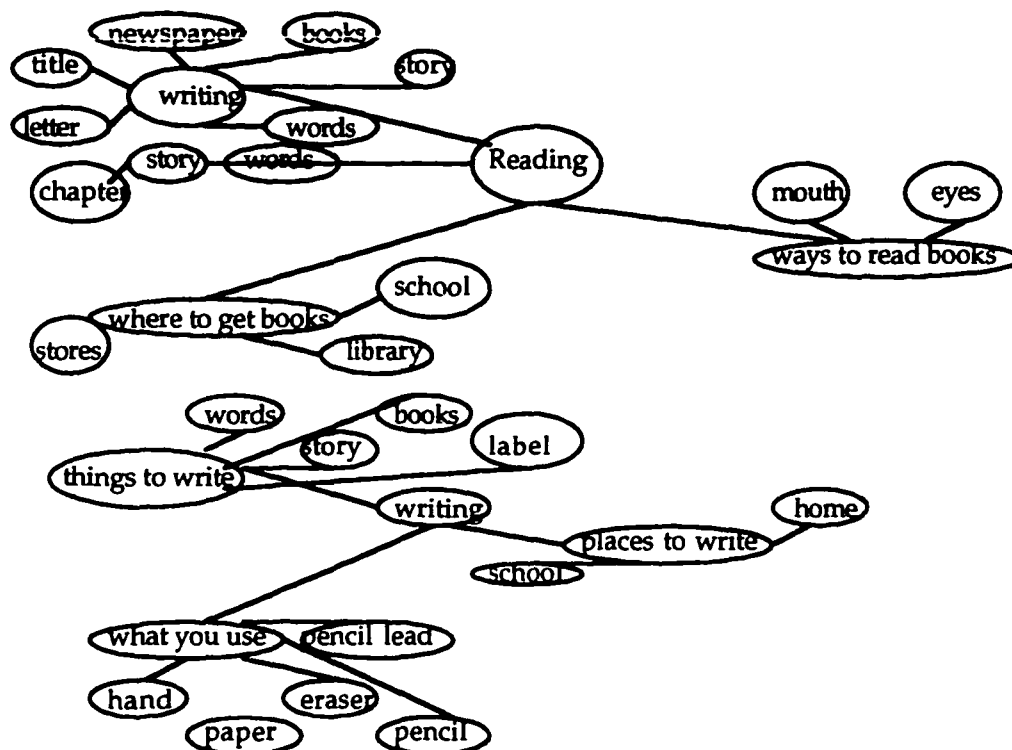 newspaper books
title story
writing
letter words
Reading
story words
chapter mouth eyes
ways to read books
school
where to get books
stores library
words books
story label
things to write
writing home
places to write
school
what you use pencil lead
hand eraser
paper pencil